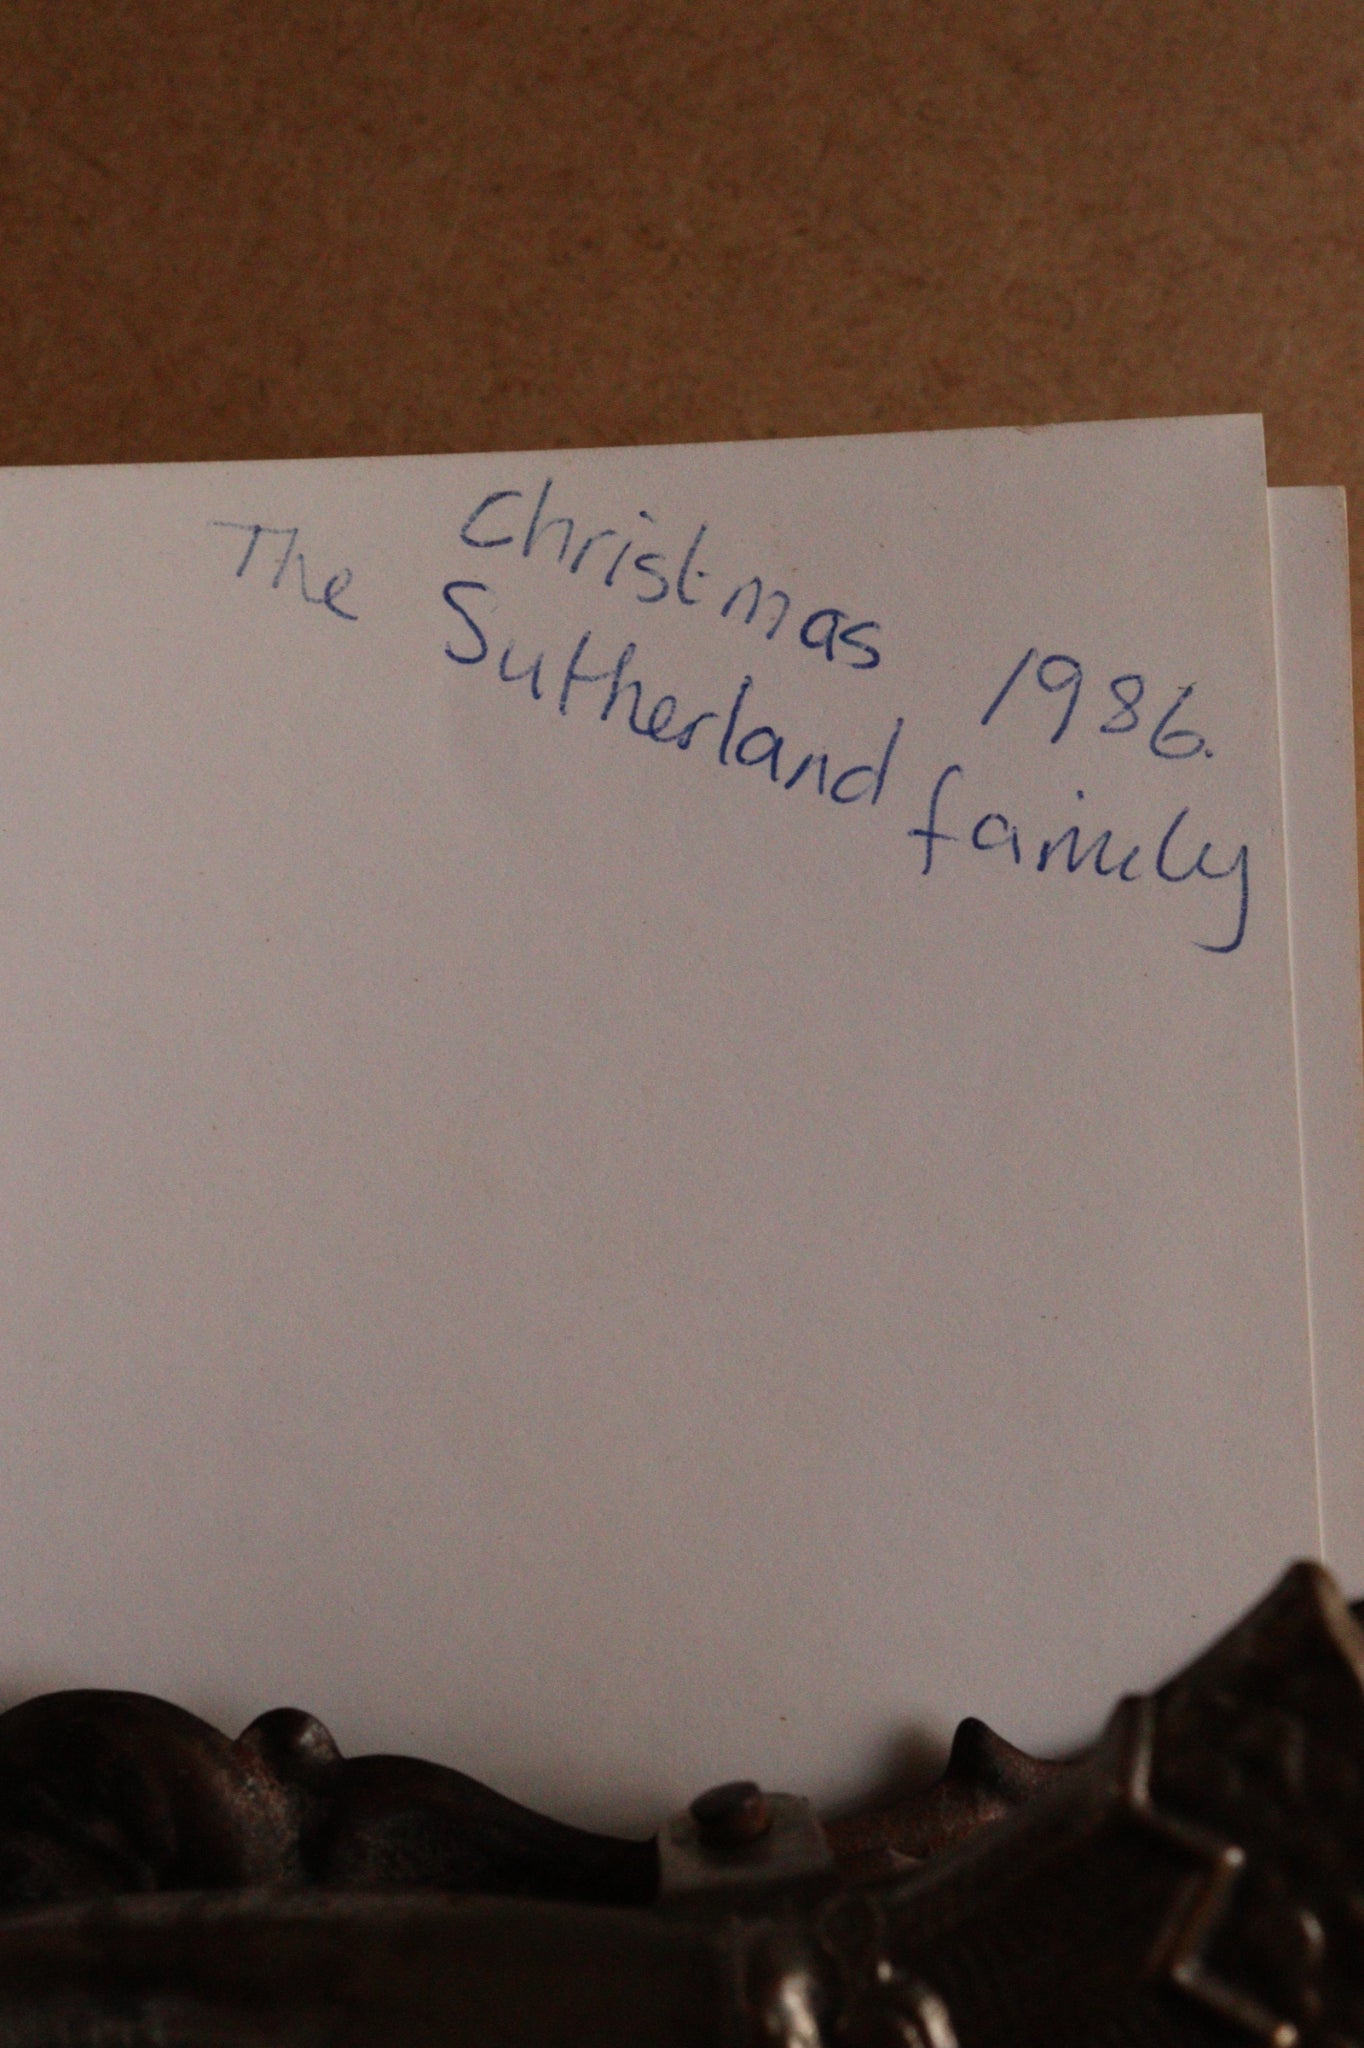 Christmas 1986.
The Sutherland family